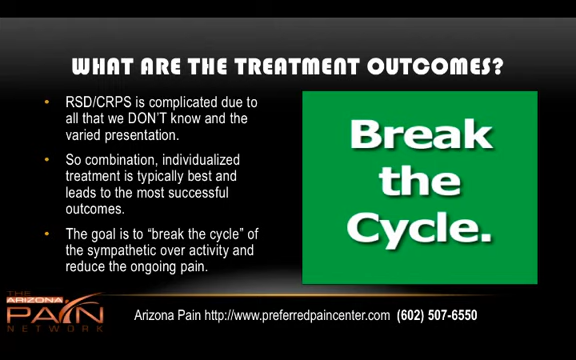 WHAT ARE THE TREATMENT OUTCOMES?
• RSD/CRPS is complicated due to
all that we DON'T know and the
varied presentation.
• So combination, individualized
treatment is typically best and
leads to the most successful
outcomes.
• The goal is to “break the cycle” of
the sympathetic over activity and
reduce the ongoing pain.
Break
the
Cycle.
THE
ARIZONA
PAIN
NETWORK
Arizona Pain http://www.preferredpaincenter.com (602) 507-6550